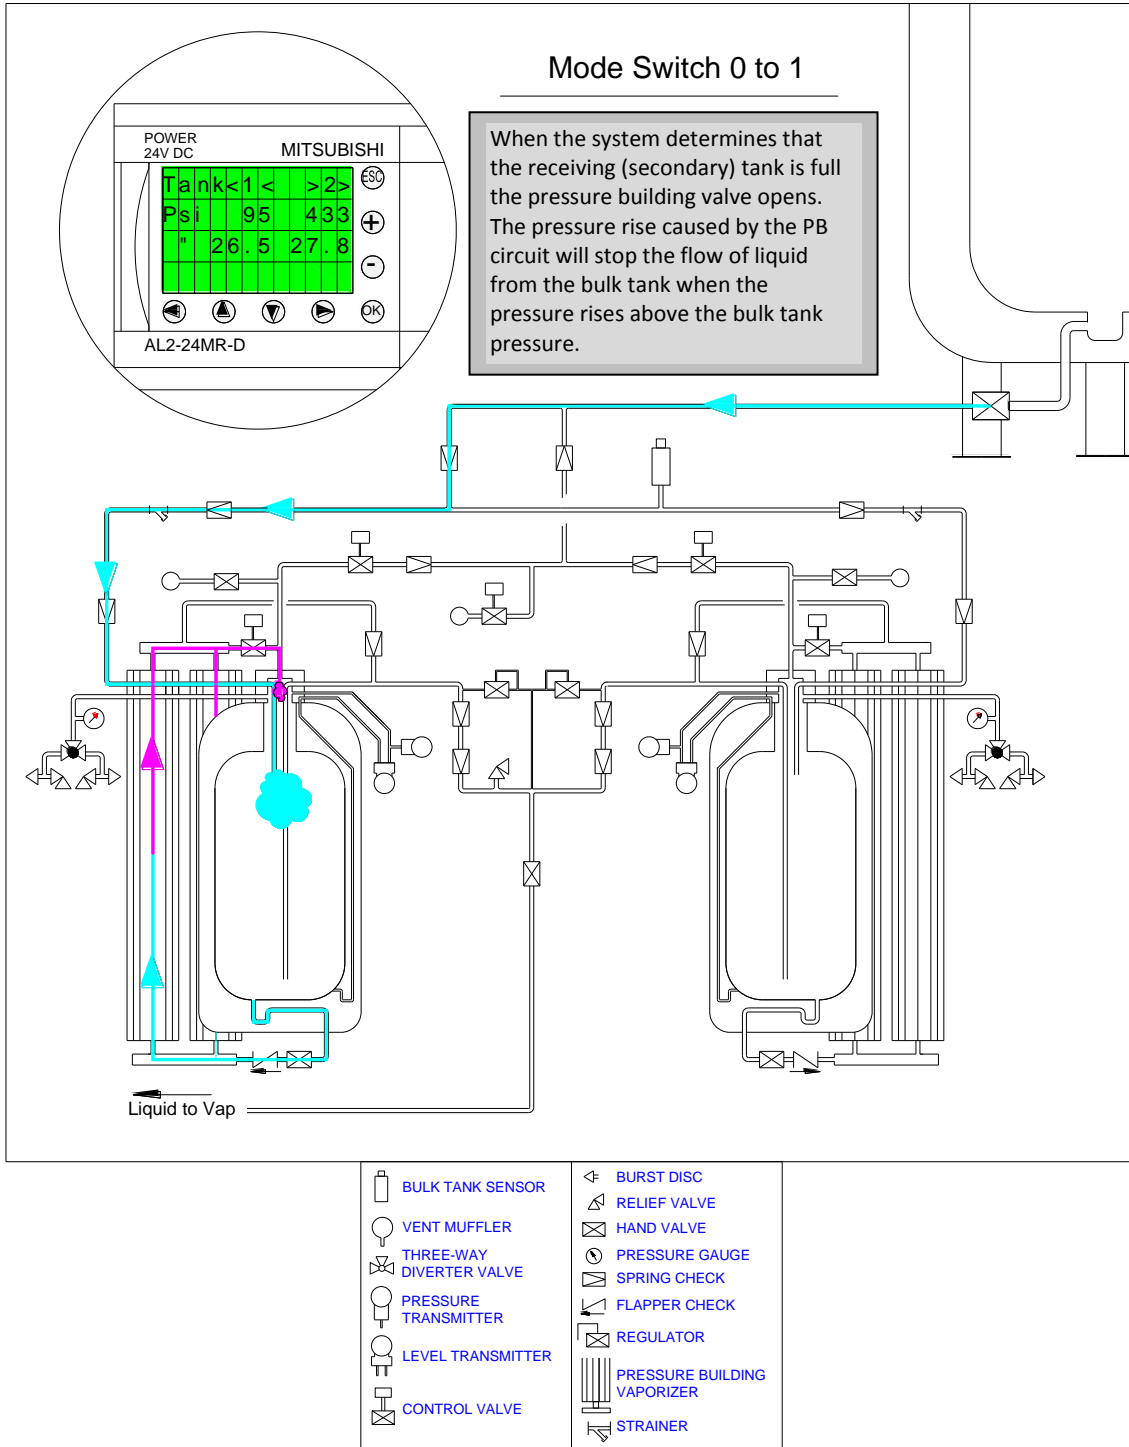 Mode Switch 0 to 1
POWER
24V DC
MITSUBISHI
Tank<1< >2>
Psi 95 433
" 26.5 27.8
ESC
+
-
OK
AL2-24MR-D
When the system determines that
the receiving (secondary) tank is full
the pressure building valve opens.
The pressure rise caused by the PB
circuit will stop the flow of liquid
from the bulk tank when the
pressure rises above the bulk tank
pressure.
Liquid to Vap
BULK TANK SENSOR
VENT MUFFLER
THREE-WAY
DIVERTER VALVE
PRESSURE
TRANSMITTER
LEVEL TRANSMITTER
CONTROL VALVE
BURST DISC
RELIEF VALVE
HAND VALVE
PRESSURE GAUGE
SPRING CHECK
FLAPPER CHECK
REGULATOR
PRESSURE BUILDING
VAPORIZER
STRAINER